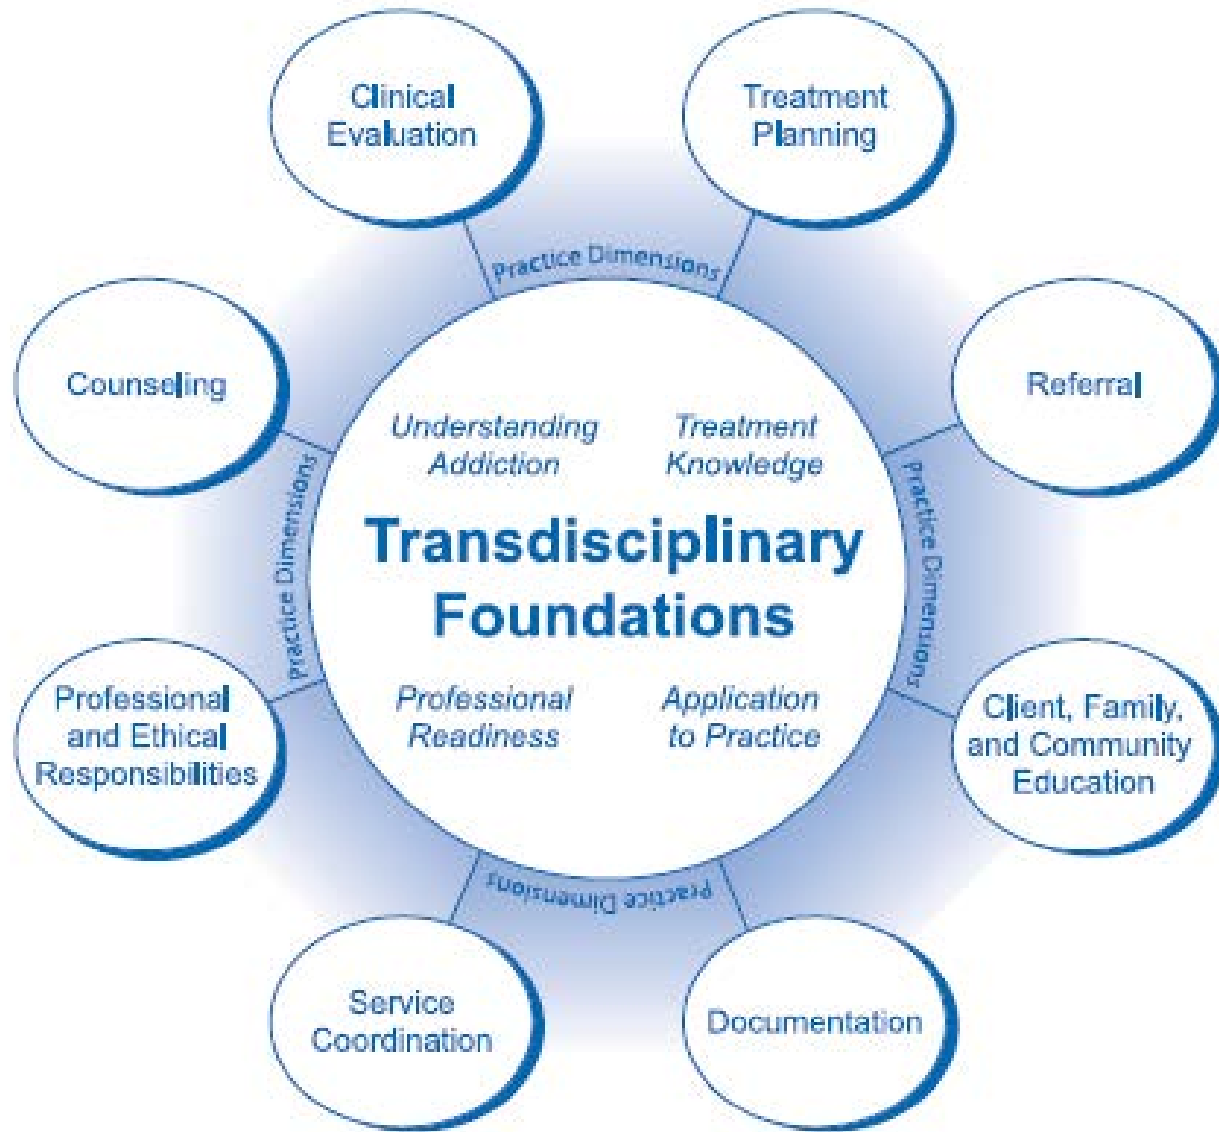 Clinical
Evaluation
Treatment
Planning
Practice Dimensions
Counseling
Referral
Understanding
Addiction
Treatment
Knowledge
Practice Dimensions
Transdisciplinary
Foundations
Practice Dimensions
Professional
and Ethical
Responsibilities
Professional
Readiness
Application
to Practice
Client, Family,
and Community
Education
Practice Dimensions
Service
Coordination
Documentation